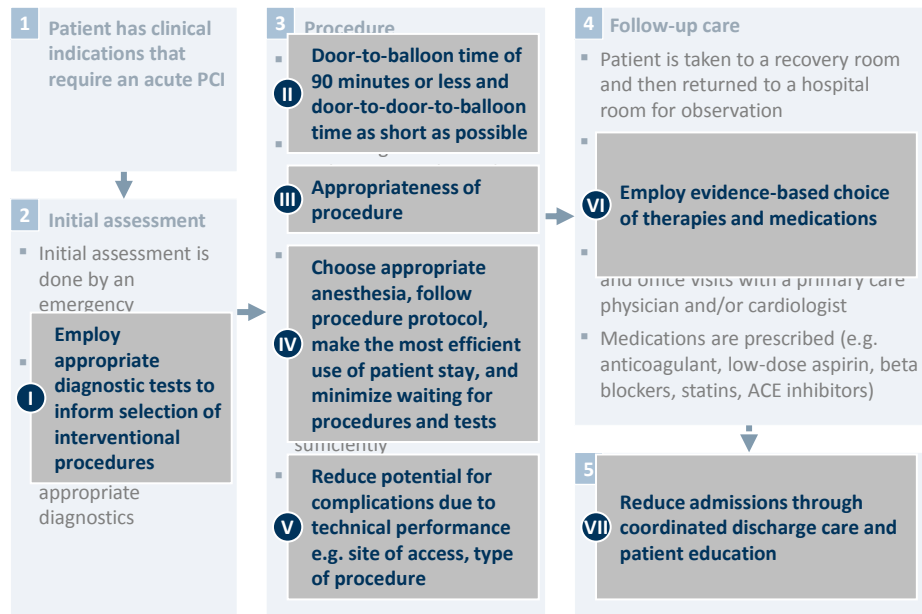 1
Patient has clinical
indications that
require an acute PCI
2
Initial assessment
▪ Initial assessment is
done by an
emergency
▪
I
Employ
appropriate
diagnostic tests to
inform selection of
interventional
procedures
appropriate
diagnostics
3
Procedure
▪
II
Door-to-balloon time of
90 minutes or less and
door-to-door-to-balloon
time as short as possible
▪
III
Appropriateness of
procedure
▪
IV
Choose appropriate
anesthesia, follow
procedure protocol,
make the most efficient
use of patient stay, and
minimize waiting for
procedures and tests
sufficiently
▪
V
Reduce potential for
complications due to
technical performance
e.g. site of access, type
of procedure
4
Follow-up care
▪ Patient is taken to a recovery room
and then returned to a hospital
room for observation
▪
VI
Employ evidence-based choice
of therapies and medications
▪
and office visits with a primary care
physician and/or cardiologist
▪ Medications are prescribed (e.g.
anticoagulant, low-dose aspirin, beta
blockers, statins, ACE inhibitors)
5
VII
Reduce admissions through
coordinated discharge care and
patient education